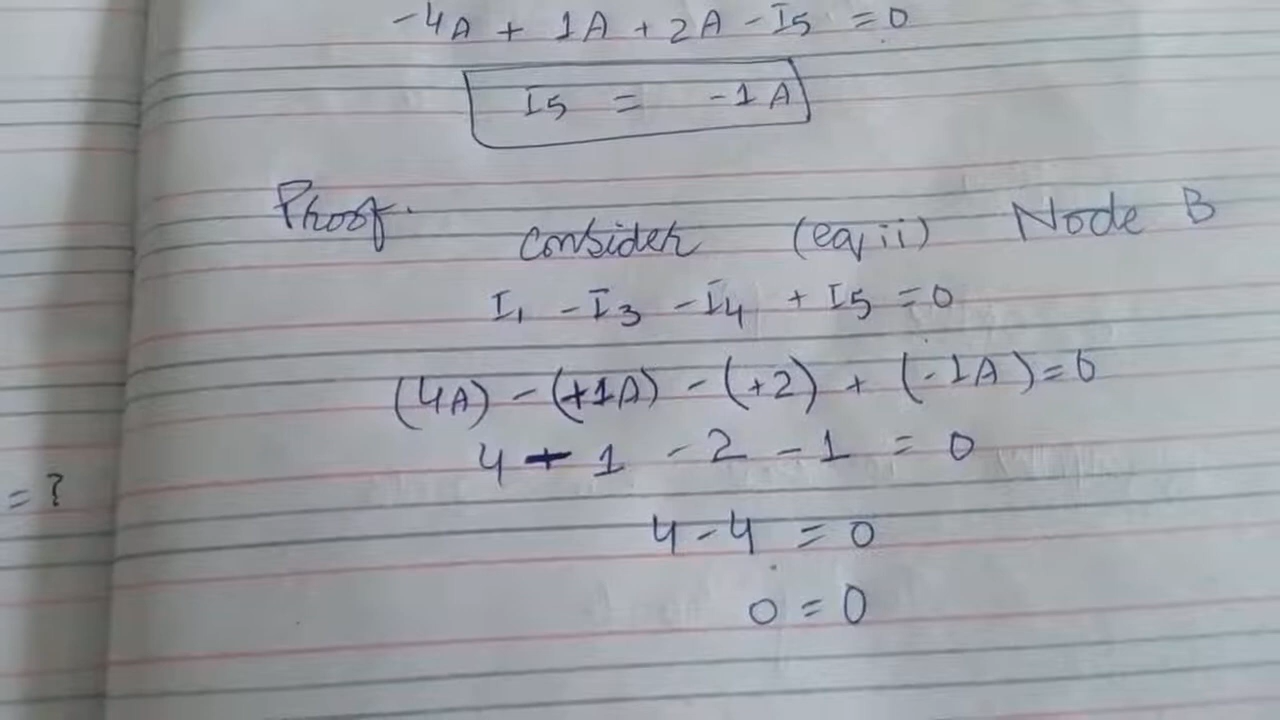 -4A + 1A + 2A - I5 = 0
I5 = -1A
Proof.
Consider (eq ii) Node B
I1 - I3 - I4 + I5 = 0
(4A) - (+1A) - (+2) + (-1A) = 0
4 - 1 - 2 - 1 = 0
= ?
4 - 4 = 0
0 = 0